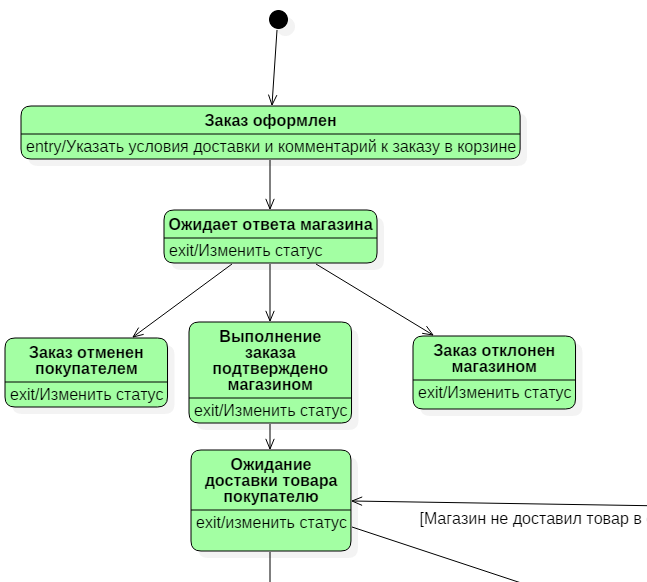 Заказ оформлен
entry/Указать условия доставки и комментарий к заказу в корзине
Ожидает ответа магазина
exit/Изменить статус
Заказ отменен
покупателем
exit/Изменить статус
Выполнение
заказа
подтверждено
магазином
exit/Изменить статус
Заказ отклонен
магазином
exit/Изменить статус
Ожидание
доставки товара
покупателю
exit/изменить статус
[Магазин не доставил товар в